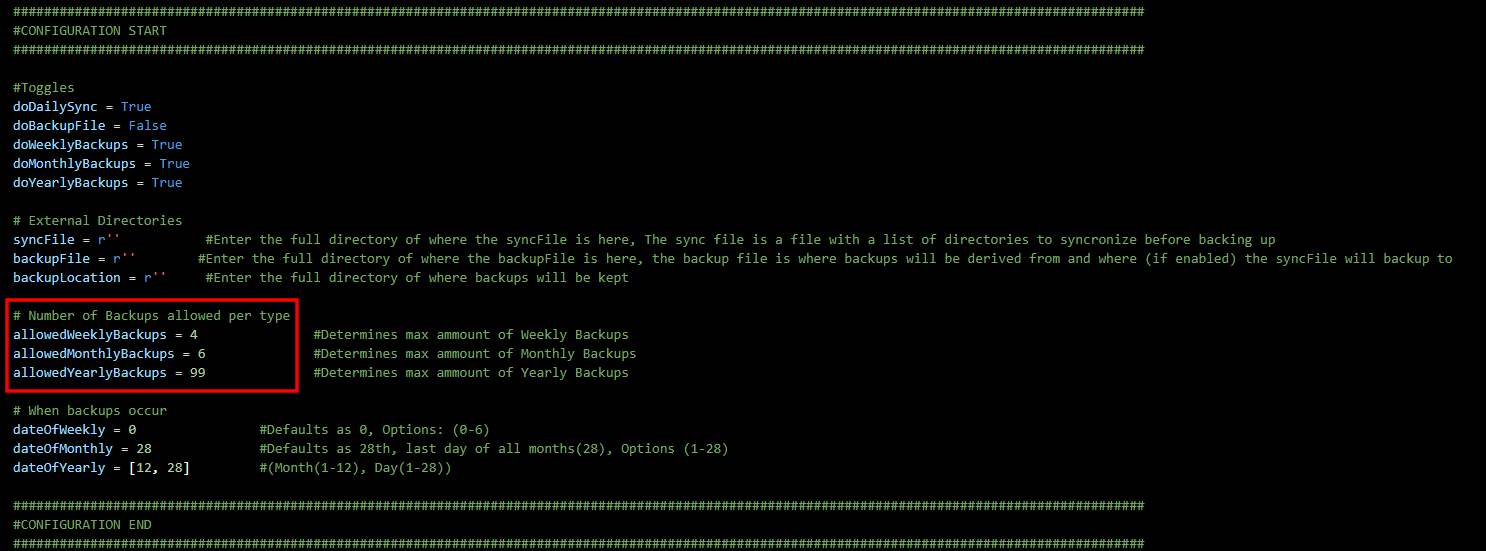 ###################################################################################################################################################
#CONFIGURATION START
###################################################################################################################################################
#Toggles
doDailySync = True
doBackupFile = False
doWeeklyBackups = True
doMonthlyBackups = True
doYearlyBackups = True
# External Directories
syncFile = r'' #Enter the full directory of where the syncFile is here, The sync file is a file with a list of directories to syncronize before backing up
backupFile = r'' #Enter the full directory of where the backupFile is here, the backup file is where backups will be derived from and where (if enabled) the syncFile will backup to
backupLocation = r'' #Enter the full directory of where backups will be kept
# Number of Backups allowed per type
allowedWeeklyBackups = 4 #Determines max ammount of Weekly Backups
allowedMonthlyBackups = 6 #Determines max ammount of Monthly Backups
allowedYearlyBackups = 99 #Determines max ammount of Yearly Backups
# When backups occur
dateOfWeekly = 0 #Defaults as 0, Options: (0-6)
dateOfMonthly = 28 #Defaults as 28th, last day of all months(28), Options (1-28)
dateOfYearly = [12, 28] #(Month(1-12), Day(1-28))
###################################################################################################################################################
#CONFIGURATION END
###################################################################################################################################################